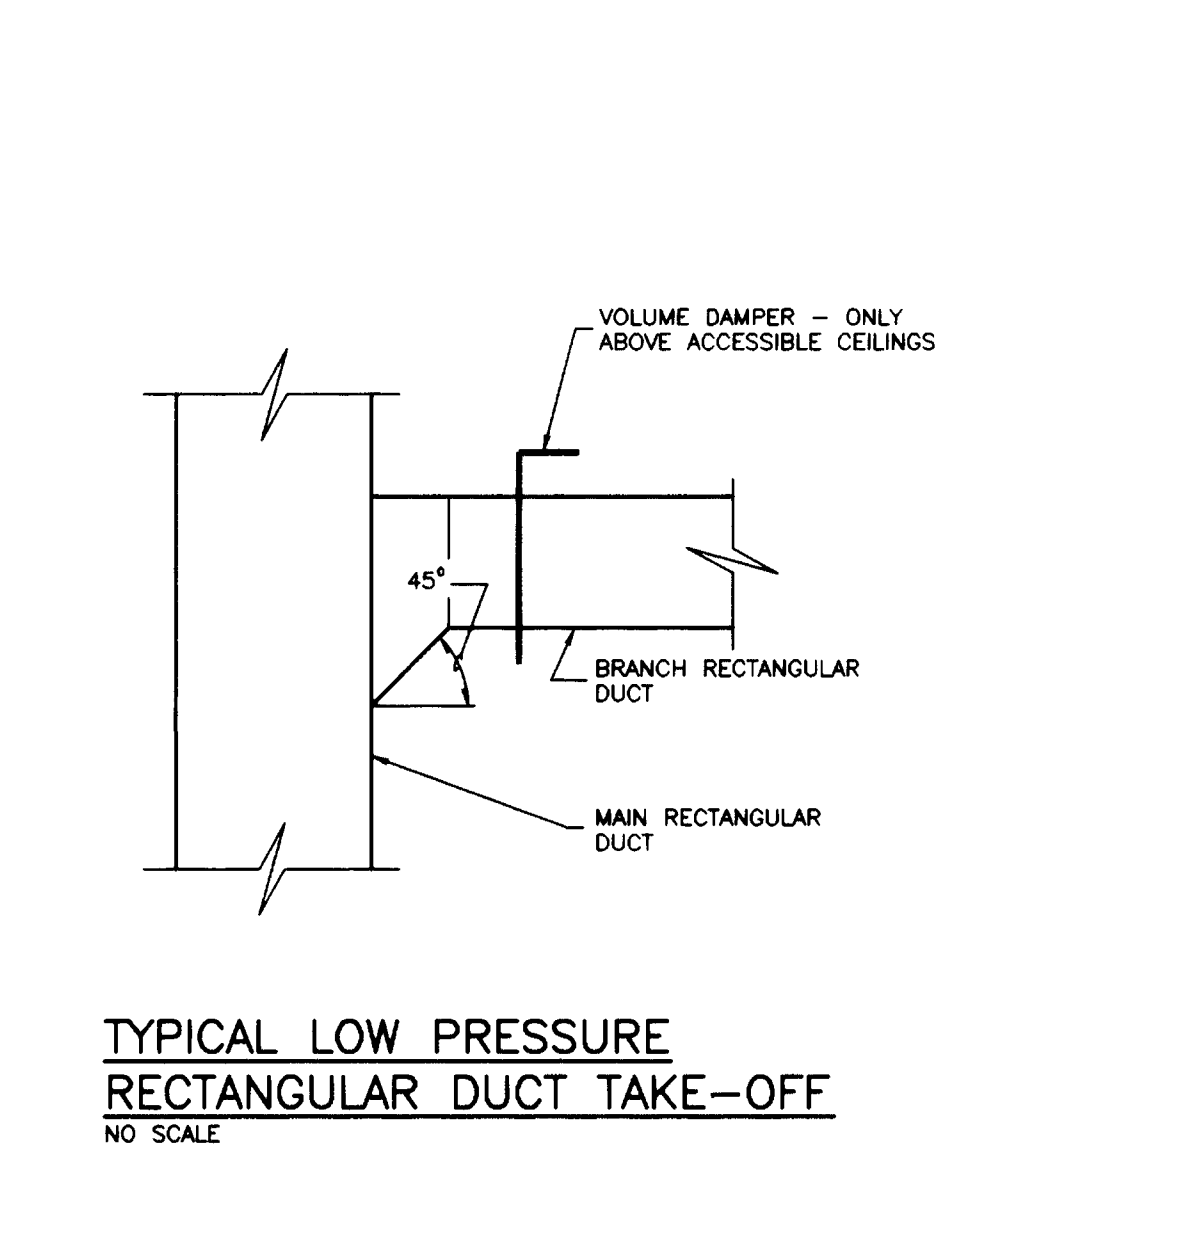 VOLUME DAMPER – ONLY
ABOVE ACCESSIBLE CEILINGS
45°
BRANCH RECTANGULAR
DUCT
MAIN RECTANGULAR
DUCT
TYPICAL LOW PRESSURE
RECTANGULAR DUCT TAKE–OFF
NO SCALE